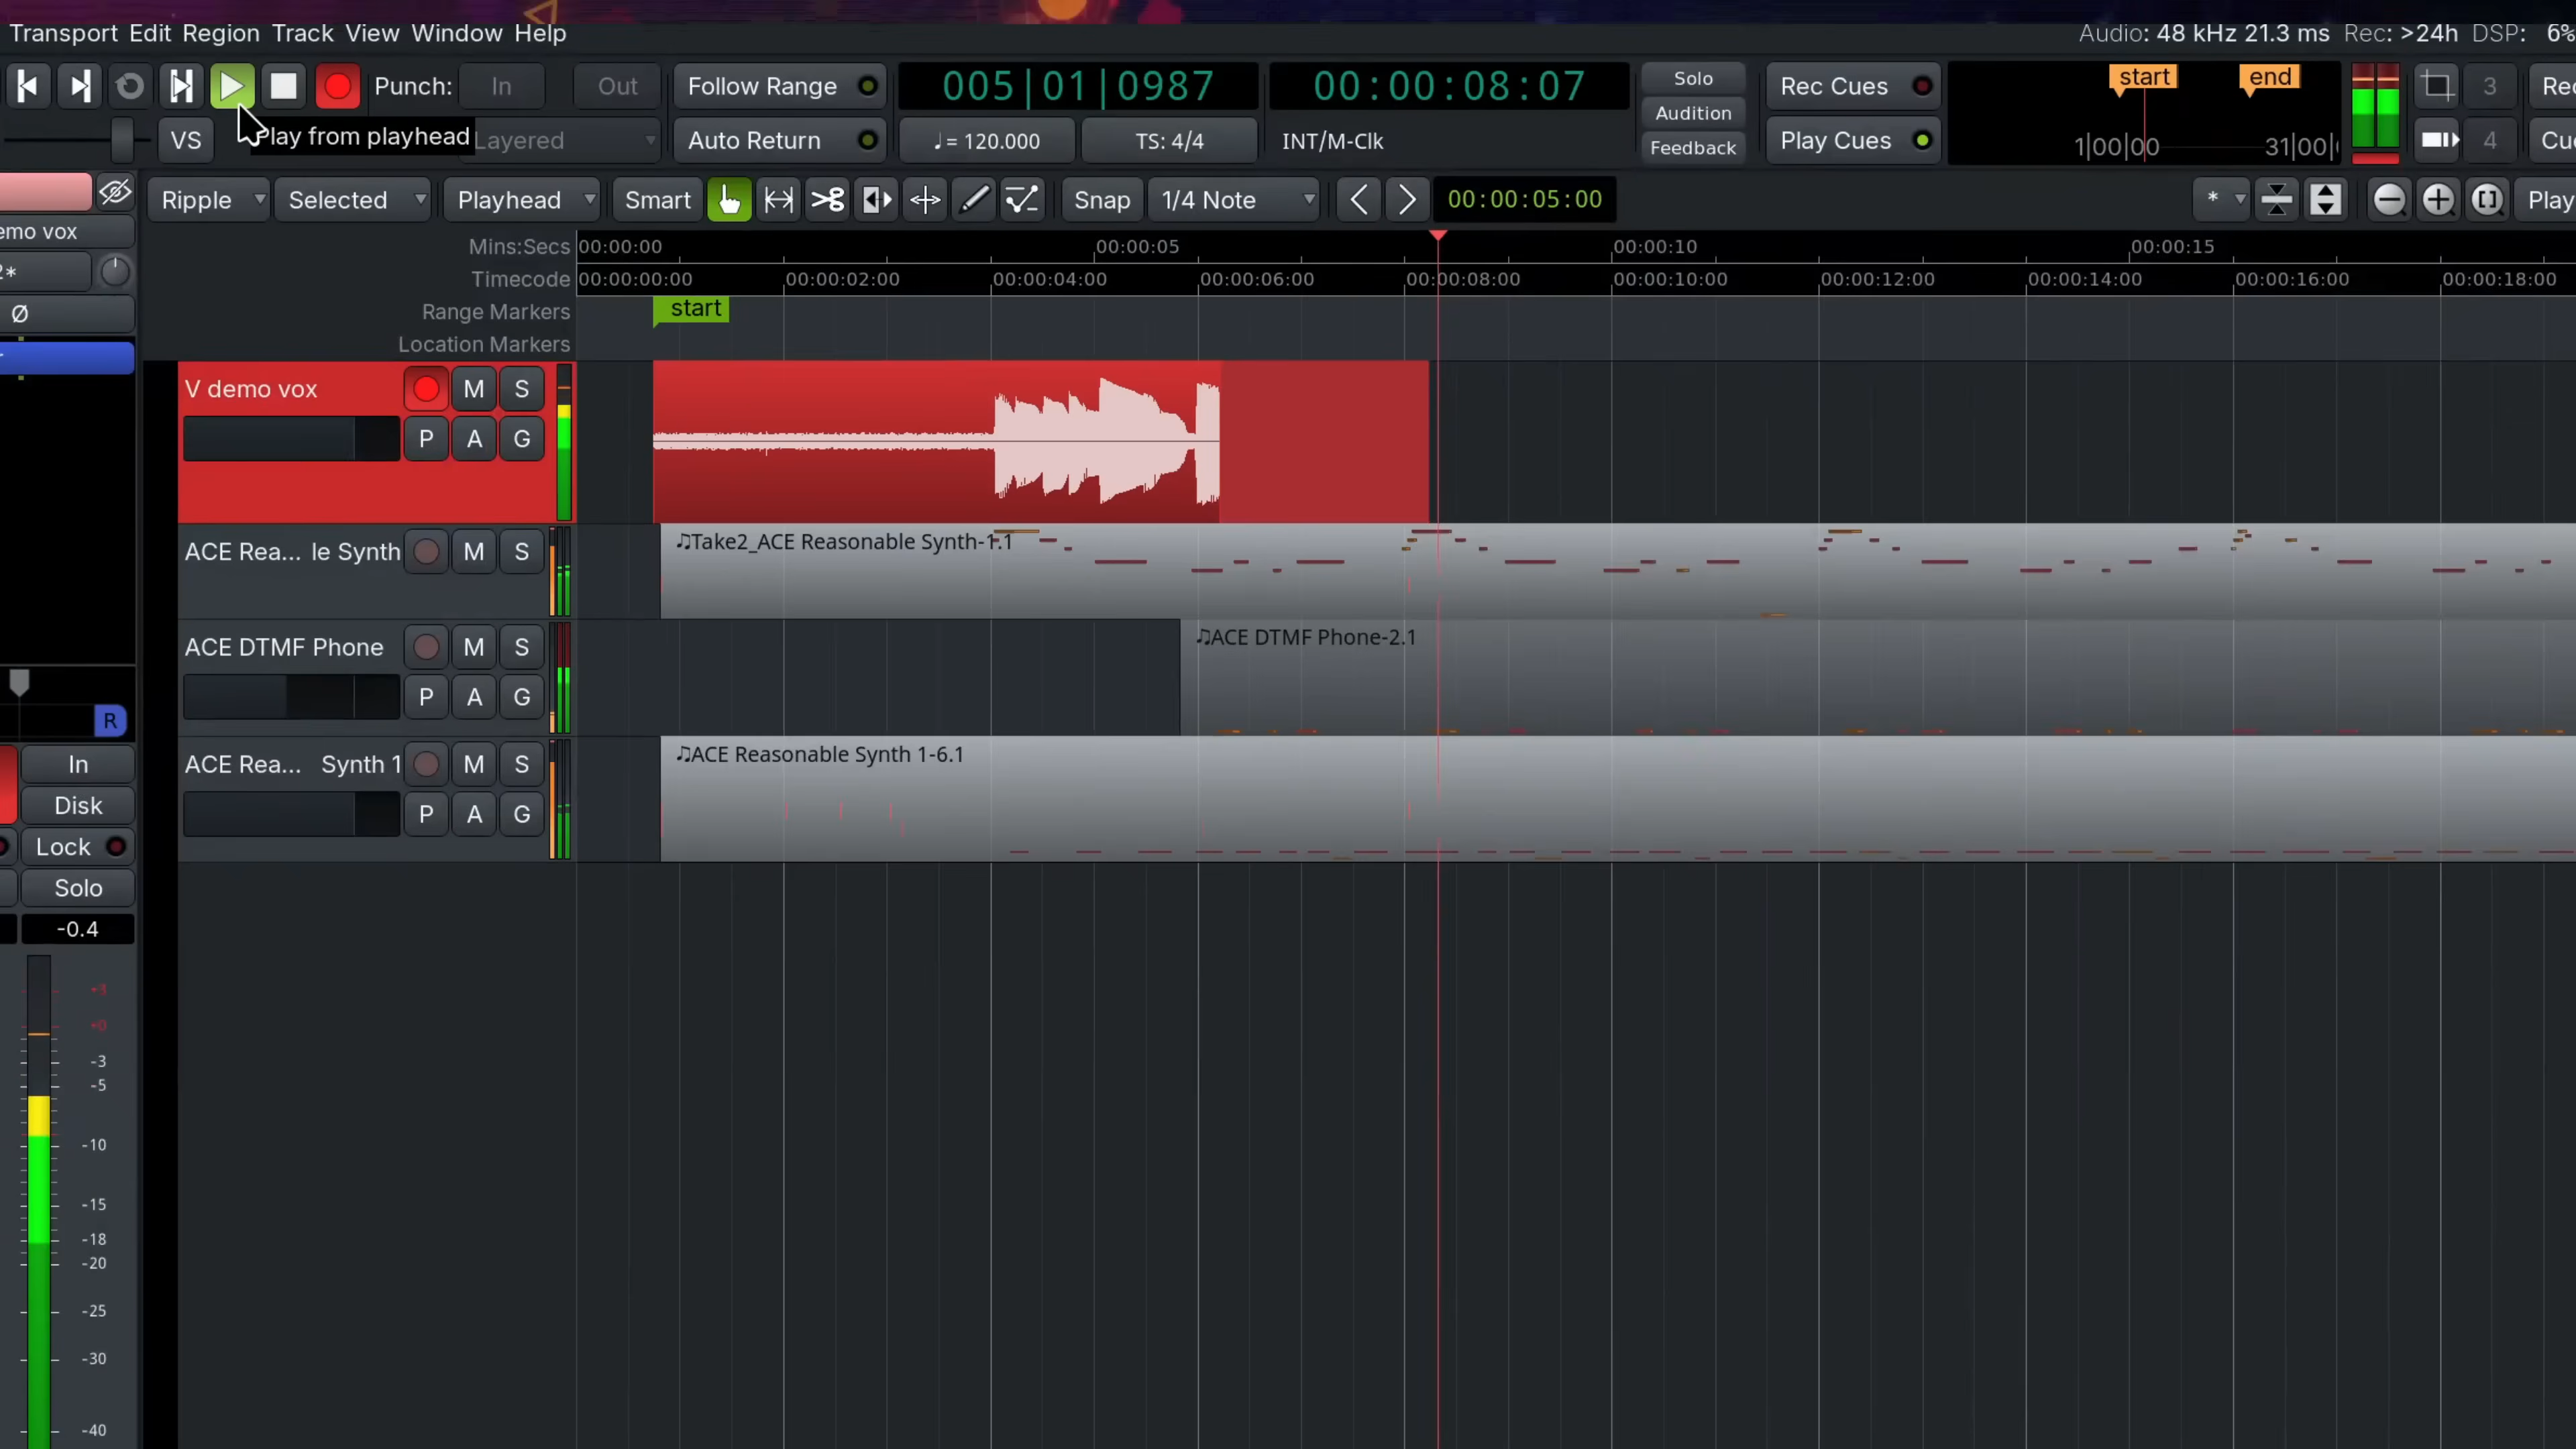 Transport Edit Region Track View Window Help
Audio: 48 kHz 21.3 ms Rec: >24h DSP: 6%
Punch: In Out Follow Range 005|01|0987 00:00:08:07 Solo Rec Cues start end 3
VS Play from playhead Layered Auto Return ♩= 120.000 TS: 4/4 INT/M-Clk Audition Feedback Play Cues 1|00|00 31|00| 4
Ripple Selected Playhead Smart Snap 1/4 Note 00:00:05:00 * Play
emo vox
2*
Ø
Mins:Secs 00:00:00 00:00:05 00:00:10 00:00:15
Timecode 00:00:00:00 00:00:02:00 00:00:04:00 00:00:06:00 00:00:08:00 00:00:10:00 00:00:12:00 00:00:14:00 00:00:16:00 00:00:18:00
Range Markers start
Location Markers
V demo vox M S
P A G
ACE Rea... le Synth M S ♫Take2_ACE Reasonable Synth-1.1
ACE DTMF Phone M S ♫ACE DTMF Phone-2.1
P A G
R
ACE Rea... Synth 1 M S ♫ACE Reasonable Synth 1-6.1
P A G
In
Disk
Lock
Solo
-0.4
+3
+0
-3
-5
-10
-15
-18
-20
-25
-30
-40